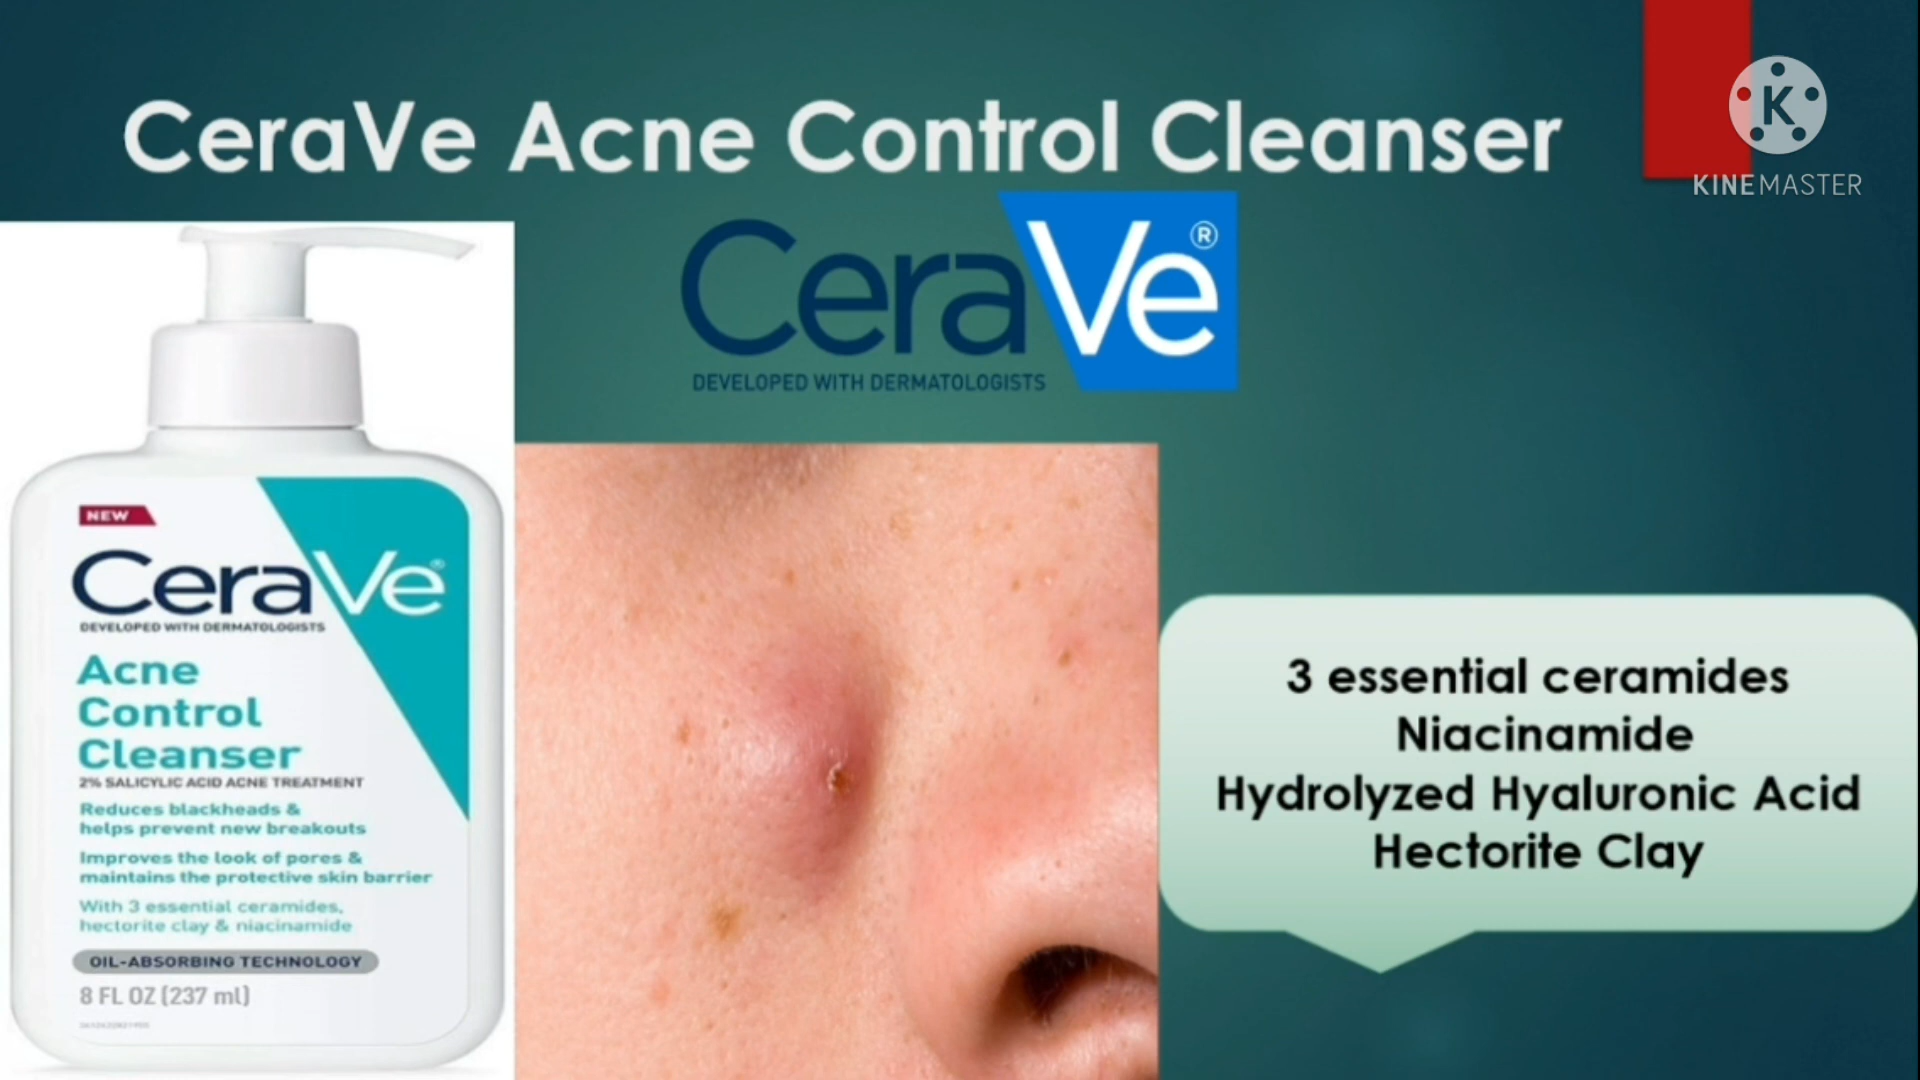 CeraVe Acne Control Cleanser
KINEMASTER
CeraVe®
DEVELOPED WITH DERMATOLOGISTS
NEW
CeraVe®
DEVELOPED WITH DERMATOLOGISTS
Acne
Control
Cleanser
2% SALICYLIC ACID ACNE TREATMENT
Reduces blackheads &
helps prevent new breakouts
Improves the look of pores &
maintains the protective skin barrier
With 3 essential ceramides,
hectorite clay & niacinamide
OIL-ABSORBING TECHNOLOGY
8 FL OZ (237 ml)
3 essential ceramides
Niacinamide
Hydrolyzed Hyaluronic Acid
Hectorite Clay